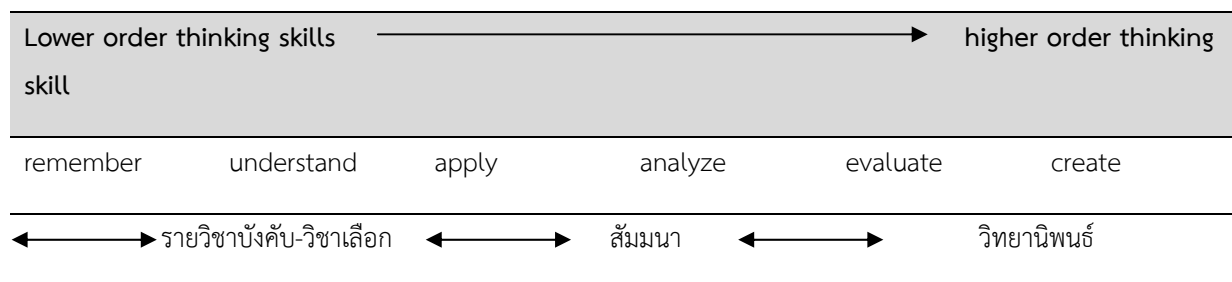 Lower order thinking skills higher order thinking
skill
remember understand apply analyze evaluate create
รายวิชาบังคับ-วิชาเลือก สัมมนา วิทยานิพนธ์